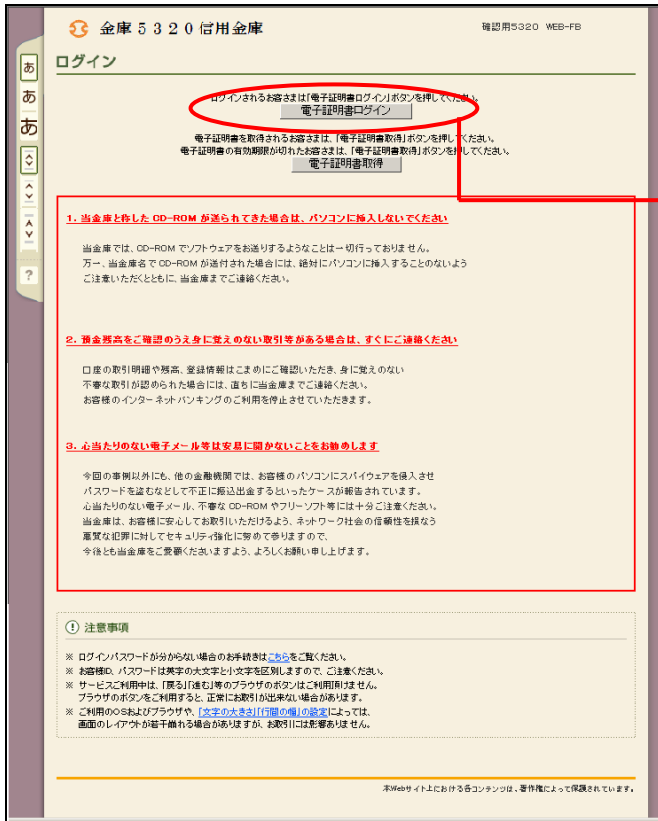 金庫５３２０信用金庫
確認用5320 WEB-FB
ログイン
あ
あ
あ
?
ログインされるお客さまは「電子証明書ログイン」ボタンを押してください。
電子証明書ログイン
電子証明書を取得されるお客さまは、「電子証明書取得」ボタンを押してください。
電子証明書の有効期限が切れたお客さまは、「電子証明書取得」ボタンを押してください。
電子証明書取得
1. 当金庫と称した CD-ROM が送られてきた場合は、パソコンに挿入しないでください
当金庫では、CD-ROM でソフトウェアをお送りするようなことは一切行っておりません。
万一、当金庫名で CD-ROM が送付された場合には、絶対にパソコンに挿入することのないよう
ご注意いただくとともに、当金庫までご連絡ください。
2. 預金残高をご確認のうえ身に覚えのない取引等がある場合は、すぐにご連絡ください
口座の取引明細や残高、登録情報はこまめにご確認いただき、身に覚えのない
不審な取引が認められた場合には、直ちに当金庫までご連絡ください。
お客様のインターネットバンキングのご利用を停止させていただきます。
3. 心当たりのない電子メール等は安易に開かないことをお勧めします
今回の事例以外にも、他の金融機関では、お客様のパソコンにスパイウェアを侵入させ
パスワードを盗むなどして不正に振込出金するといったケースが報告されています。
心当たりのない電子メール、不審な CD-ROM やフリーソフト等には十分ご注意ください。
当金庫は、お客様に安心してお取引いただけるよう、ネットワーク社会の信頼性を損なう
悪質な犯罪に対してセキュリティ強化に努めて参りますので、
今後とも当金庫をご愛顧くださいますよう、よろしくお願い申し上げます。
注意事項
※ ログインパスワードが分からない場合のお手続きはこちらをご覧ください。
※ お客様ID、パスワードは英字の大文字と小文字を区別しますので、ご注意ください。
※ サービスご利用中は、「戻る」「進む」等のブラウザのボタンはご利用頂けません。
ブラウザのボタンをご利用すると、正常にお取引が出来ない場合があります。
※ ご利用のOSおよびブラウザや、「文字の大きさ」「行間の幅」の設定によっては、
画面のレイアウトが若干崩れる場合がありますが、お取引には影響ありません。
本Webサイト上における各コンテンツは、著作権によって保護されています。